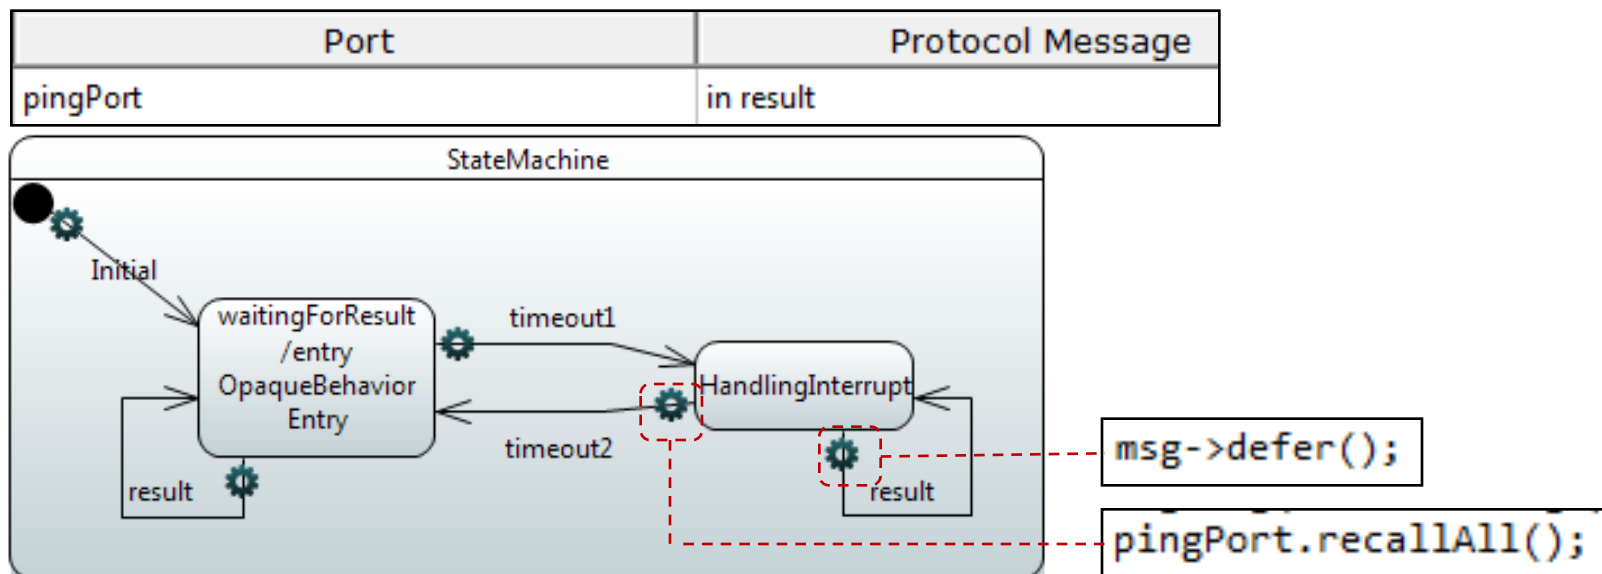 Port Protocol Message
pingPort in result
StateMachine
Initial
waitingForResult
/entry
OpaqueBehavior
Entry
timeout1
HandlingInterrupt
timeout2
result
result
msg->defer();
pingPort.recallAll();